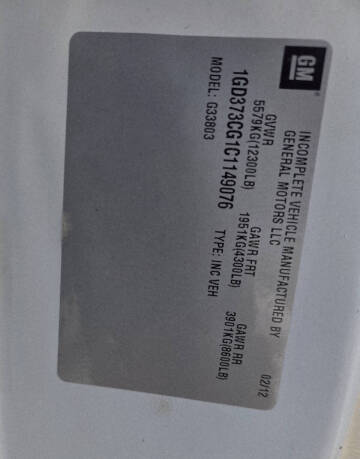 GM
INCOMPLETE VEHICLE MANUFACTURED BY
GENERAL MOTORS LLC
02/12
GVWR GAWR FRT GAWR RR
5579KG(12300LB) 1951KG(4300LB) 3901KG(8600LB)
1GD373CG1C1149076 TYPE: INC VEH
MODEL: G33803